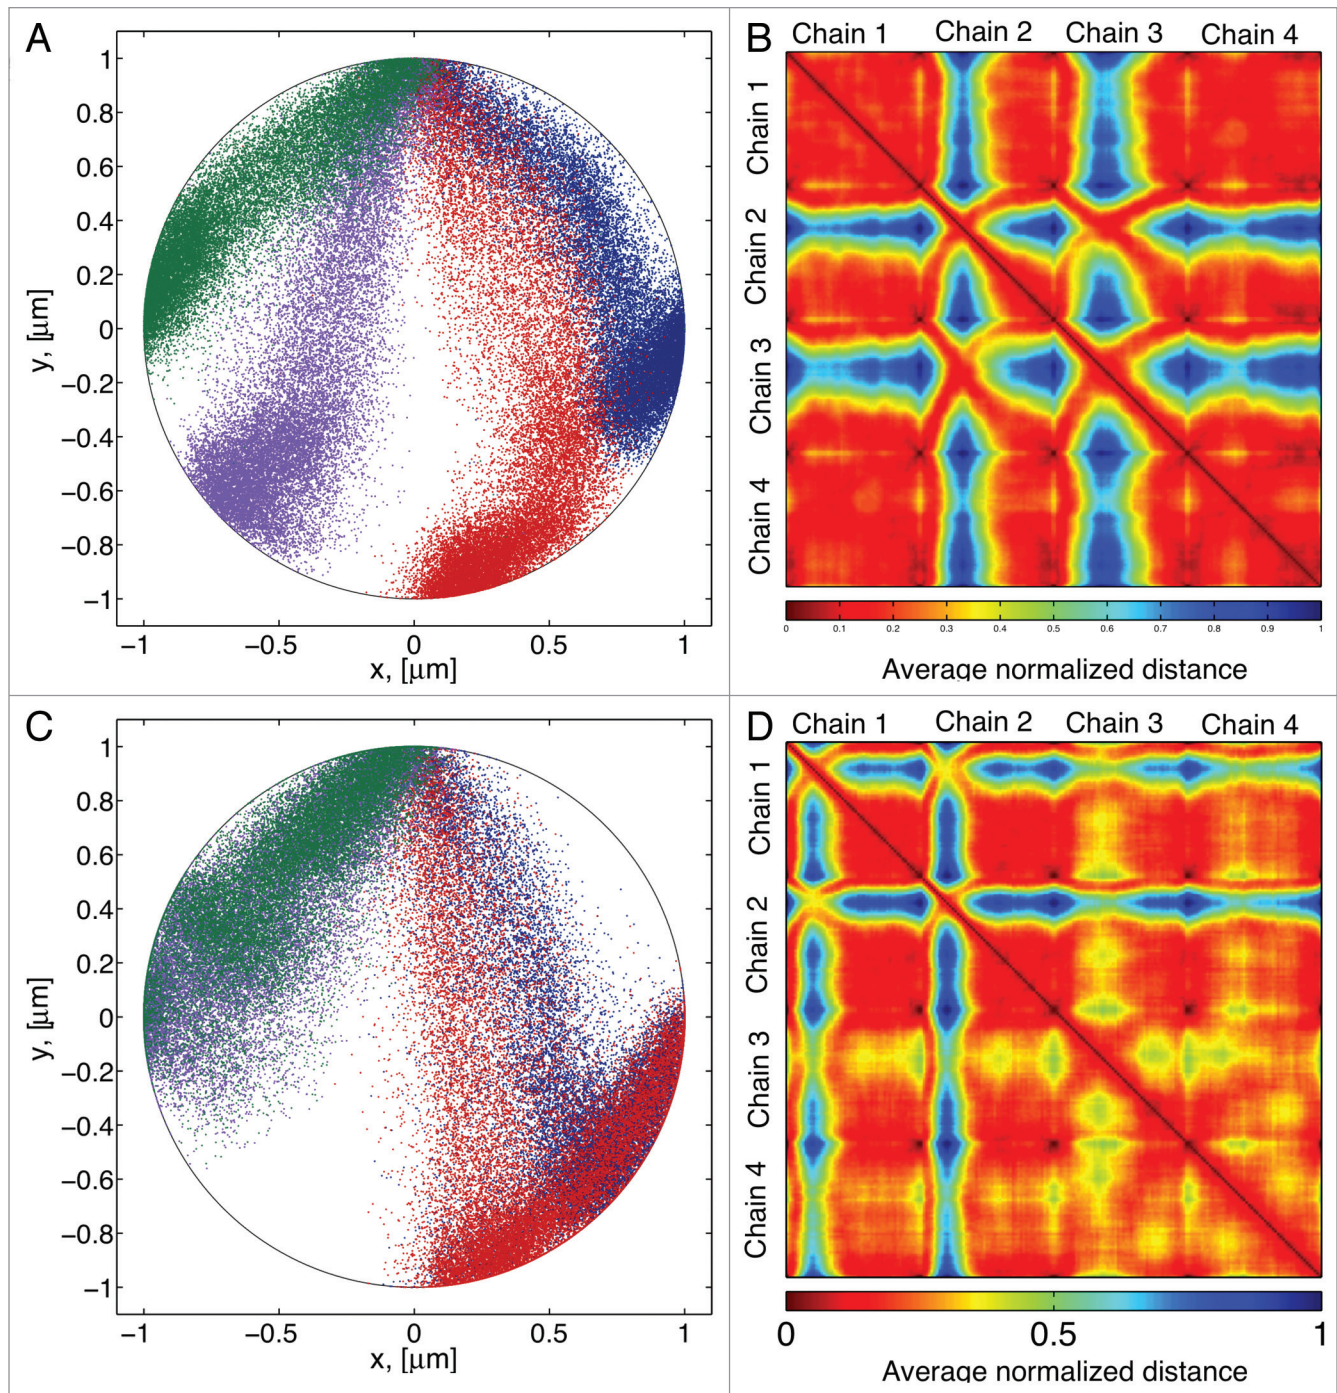 A
1
0.8
0.6
0.4
0.2
0
−0.2
−0.4
−0.6
−0.8
−1
y, [μm]
−1 −0.5 0 0.5 1
x, [μm]
B Chain 1 Chain 2 Chain 3 Chain 4
Chain 1
Chain 2
Chain 3
Chain 4
0 0.1 0.2 0.3 0.4 0.5 0.6 0.7 0.8 0.9 1
Average normalized distance
C
1
0.8
0.6
0.4
0.2
0
−0.2
−0.4
−0.6
−0.8
−1
y, [μm]
−1 −0.5 0 0.5 1
x, [μm]
D Chain 1 Chain 2 Chain 3 Chain 4
Chain 1
Chain 2
Chain 3
Chain 4
0 0.5 1
Average normalized distance